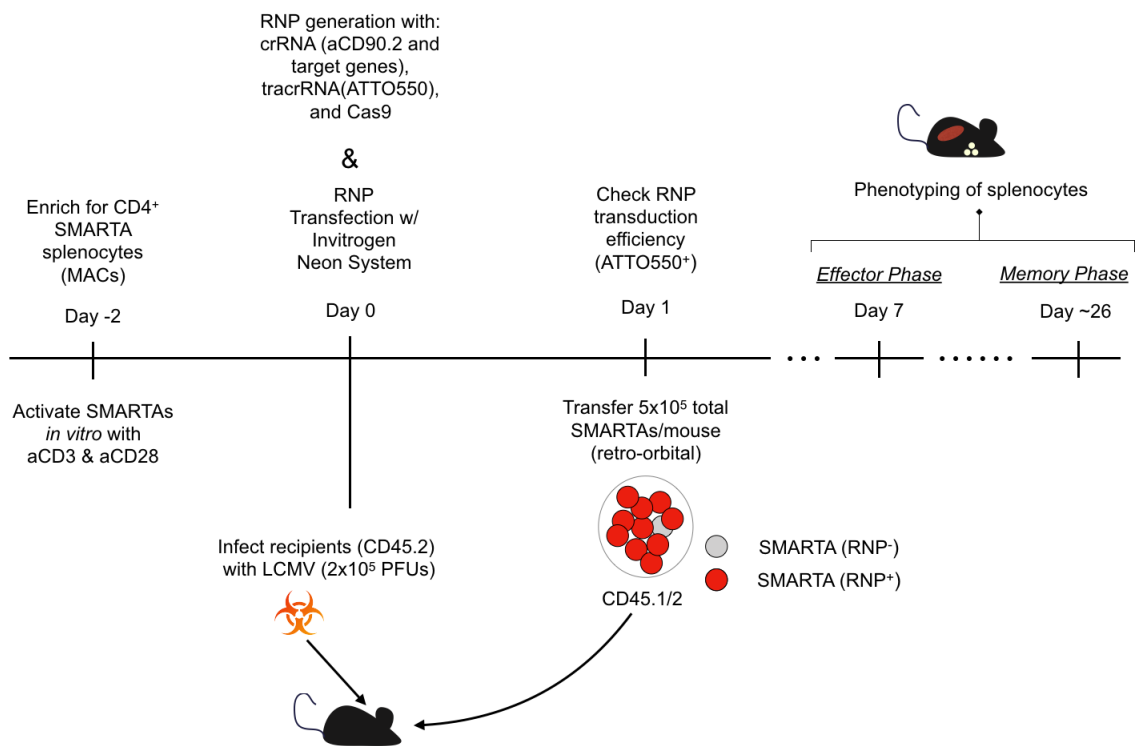 RNP generation with:
crRNA (aCD90.2 and
target genes),
tracrRNA(ATTO550),
and Cas9
&
RNP
Transfection w/
Invitrogen
Neon System
Day 0
Enrich for CD4⁺
SMARTA
splenocytes
(MACs)
Day -2
Check RNP
transduction
efficiency
(ATTO550⁺)
Day 1
Phenotyping of splenocytes
Effector Phase
Day 7
Memory Phase
Day ~26
Activate SMARTAs
in vitro with
aCD3 & aCD28
Infect recipients (CD45.2)
with LCMV (2x10⁵ PFUs)
Transfer 5x10⁵ total
SMARTAs/mouse
(retro-orbital)
CD45.1/2
SMARTA (RNP⁻)
SMARTA (RNP⁺)